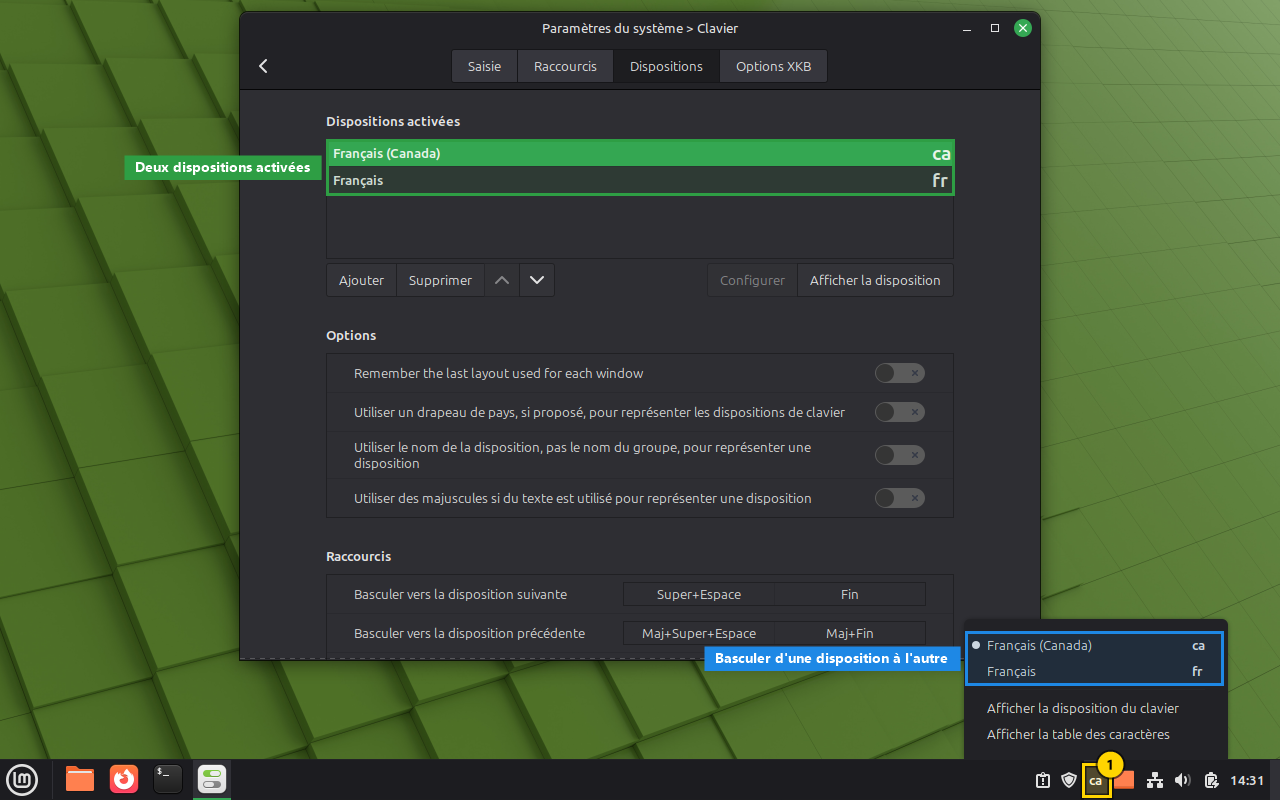 Paramètres du système > Clavier
Saisie
Raccourcis
Dispositions
Options XKB
Dispositions activées
Deux dispositions activées
Français (Canada)
ca
Français
fr
Ajouter
Supprimer
Configurer
Afficher la disposition
Options
Remember the last layout used for each window
Utiliser un drapeau de pays, si proposé, pour représenter les dispositions de clavier
Utiliser le nom de la disposition, pas le nom du groupe, pour représenter une
disposition
Utiliser des majuscules si du texte est utilisé pour représenter une disposition
Raccourcis
Basculer vers la disposition suivante
Super+Espace
Fin
Basculer vers la disposition précédente
Maj+Super+Espace
Maj+Fin
Basculer d'une disposition à l'autre
Français (Canada)
ca
Français
fr
Afficher la disposition du clavier
Afficher la table des caractères
1
lm
$_
ca
14:31